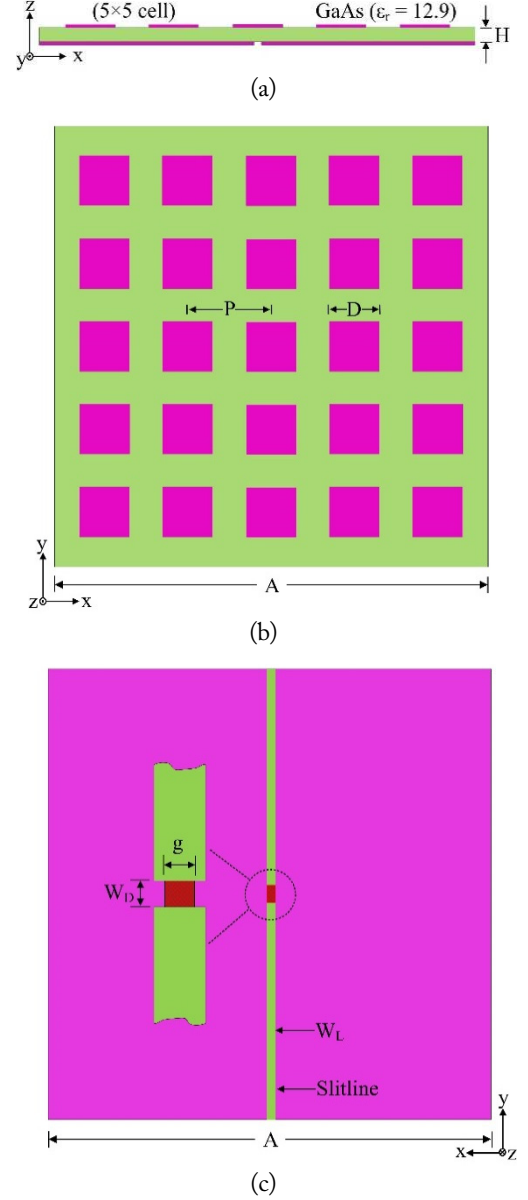 z
(5×5 cell)
GaAs (εr = 12.9)
H
y
x
(a)
P
D
y
z
x
A
(b)
g
WD
WL
Slitline
y
A
x
z
(c)